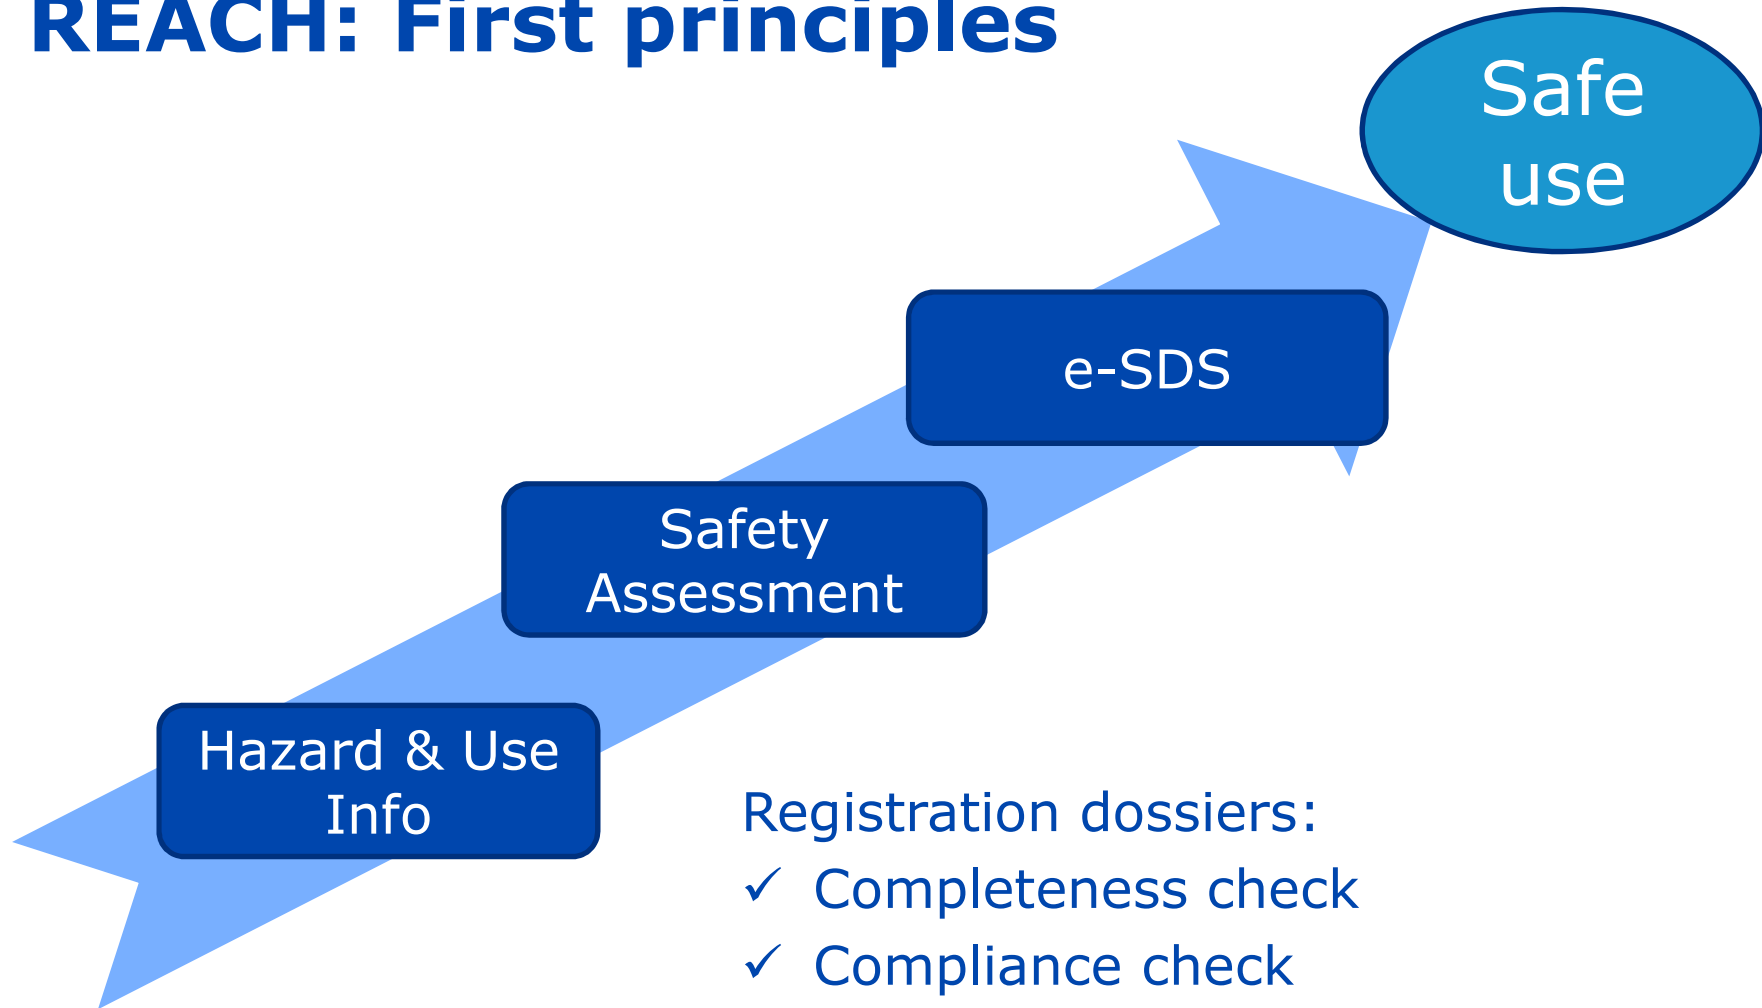 REACH: First principles
Safe
use
e-SDS
Safety
Assessment
Hazard & Use
Info
Registration dossiers:
✓ Completeness check
✓ Compliance check